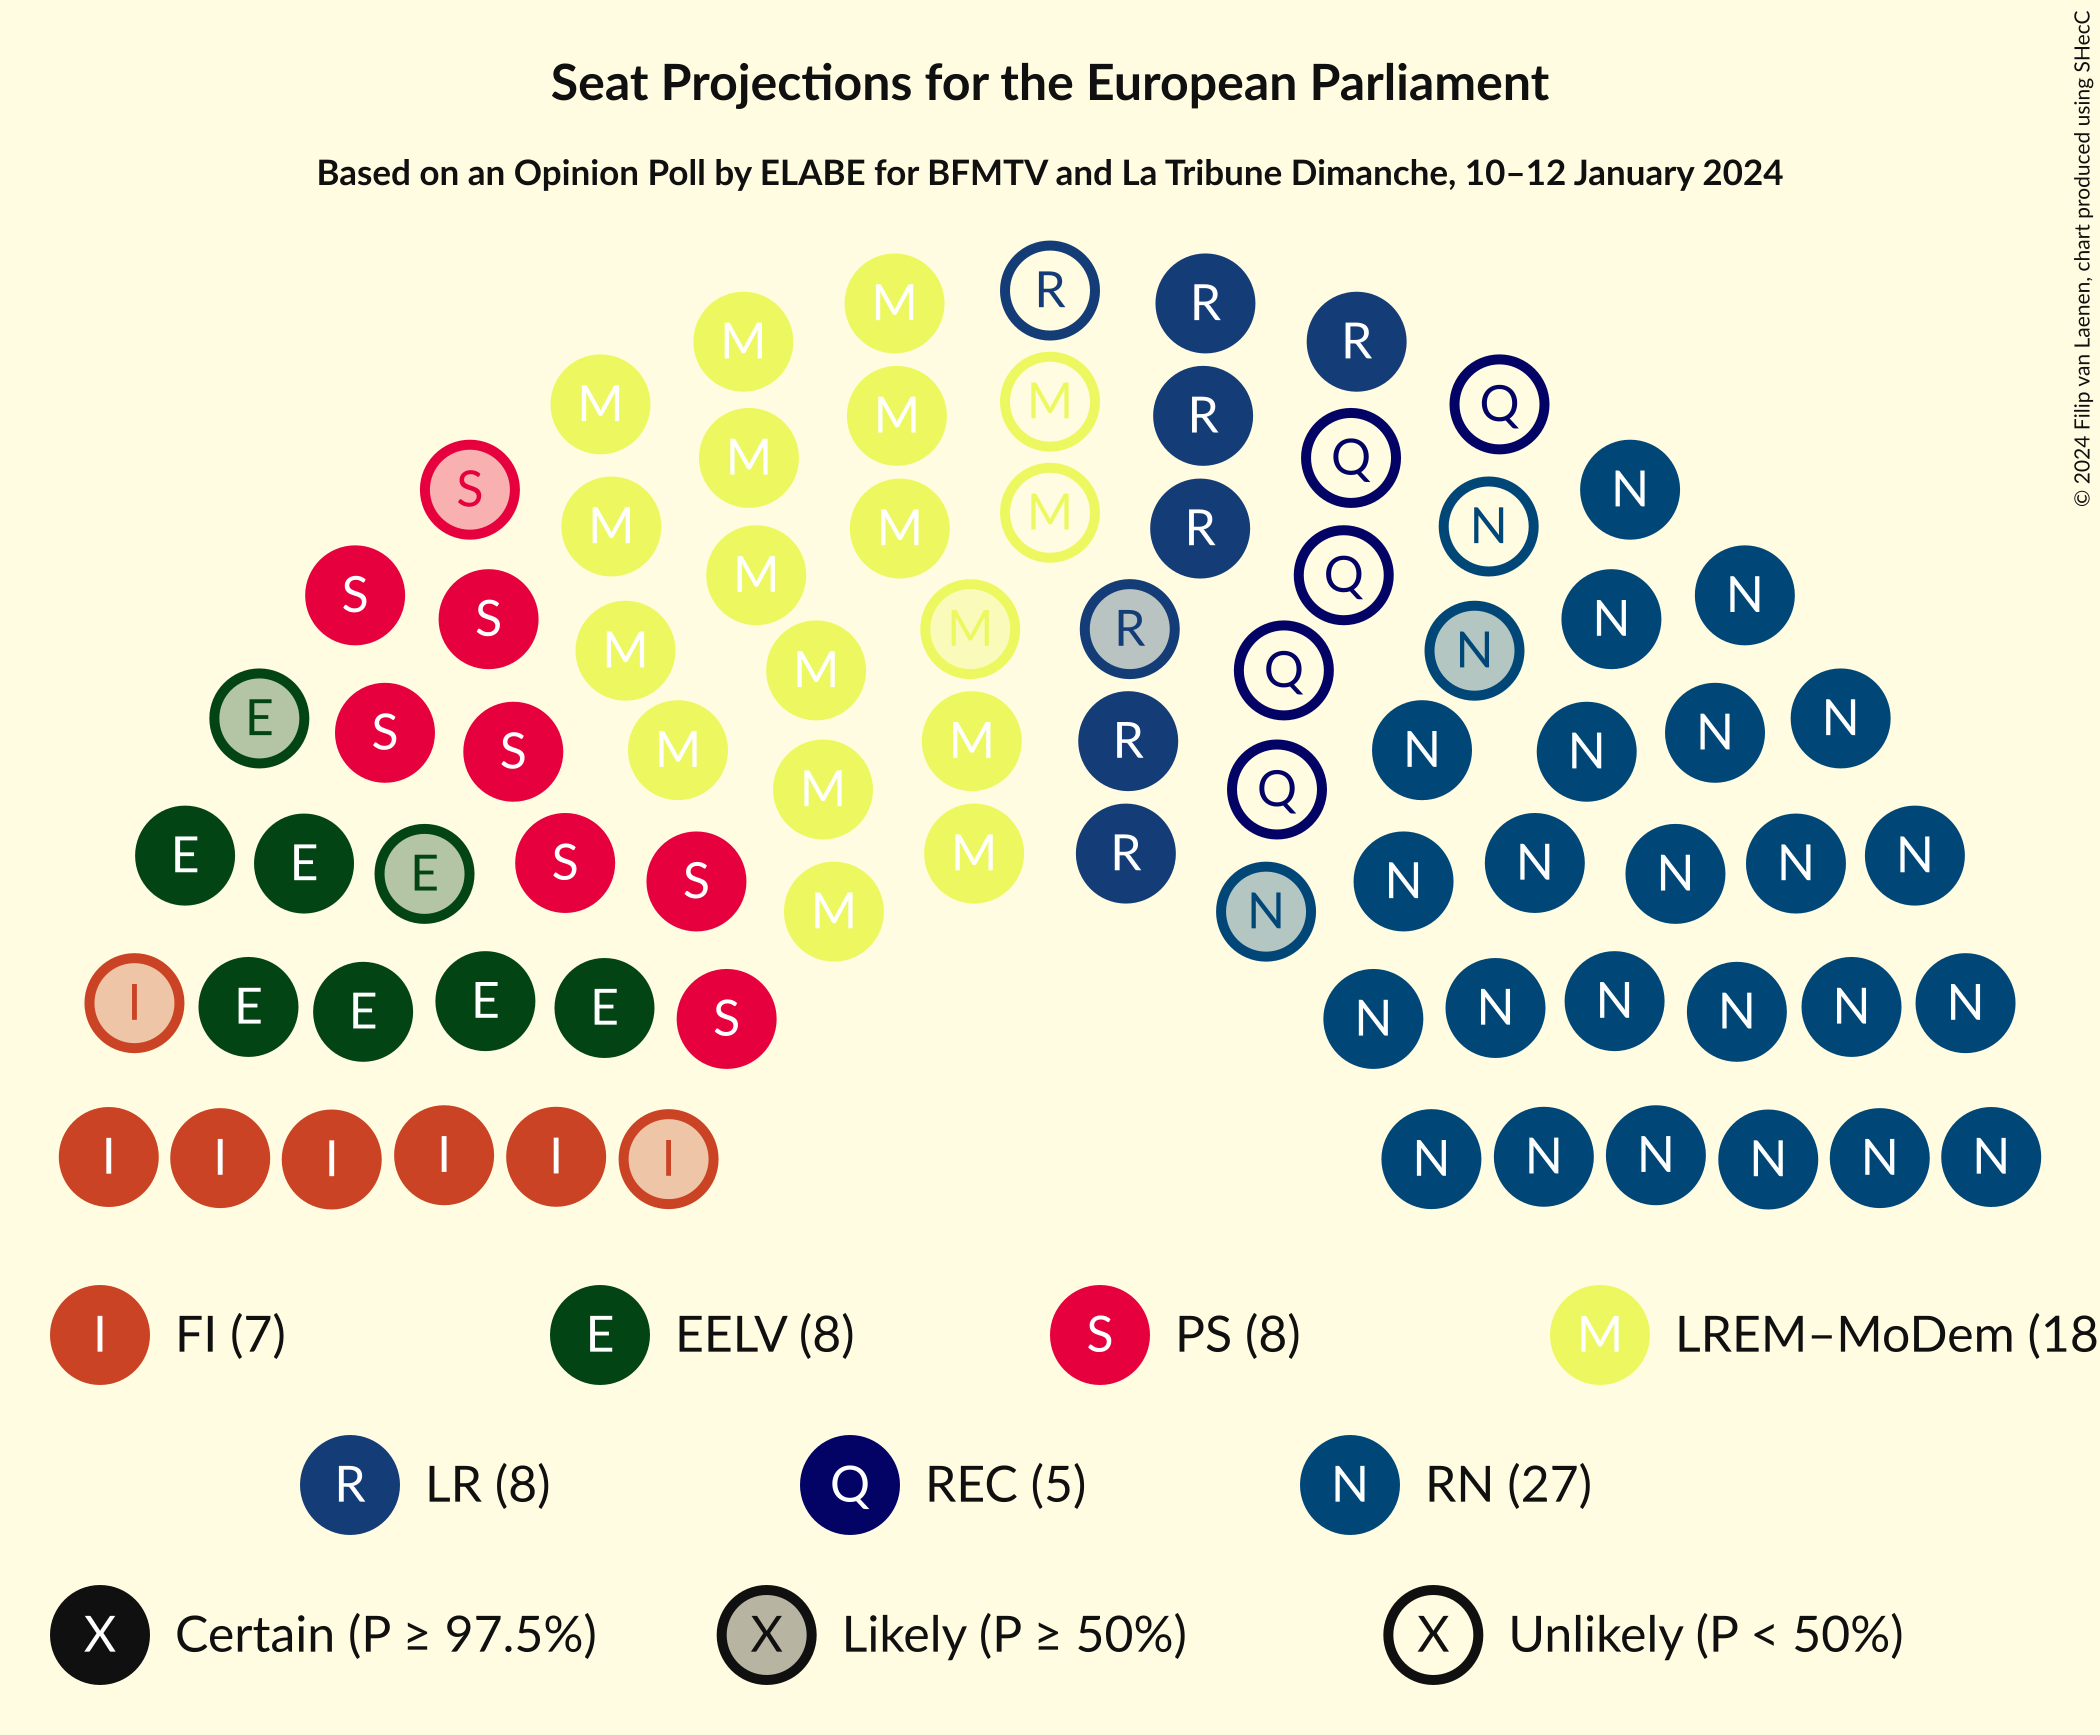 Seat Projections for the European Parliament
Based on an Opinion Poll by ELABE for BFMTV and La Tribune Dimanche, 10–12 January 2024
© 2024 Filip van Laenen, chart produced using SHecC
R
M R R
M M R
M M R Q
M M Q
S M M N N
M M R Q
S S M R N N
M M Q N
E S S M M R Q N N N N
E E E S S M M R N N N N N N
M
I E E E E S N N N N N N
I I I I I I N N N N N N
I FI (7) E EELV (8) S PS (8) M LREM–MoDem (18
R LR (8) Q REC (5) N RN (27)
X Certain (P ≥ 97.5%) X Likely (P ≥ 50%) X Unlikely (P < 50%)